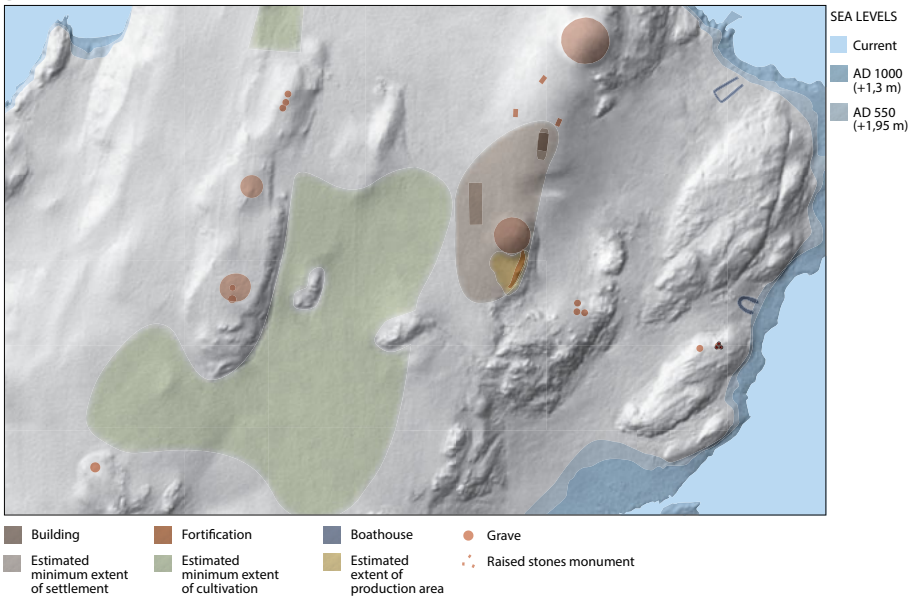 SEA LEVELS
Current
AD 1000
(+1,3 m)
AD 550
(+1,95 m)
Building
Fortification
Boathouse
Grave
Estimated
minimum extent
of settlement
Estimated
minimum extent
of cultivation
Estimated
extent of
production area
Raised stones monument